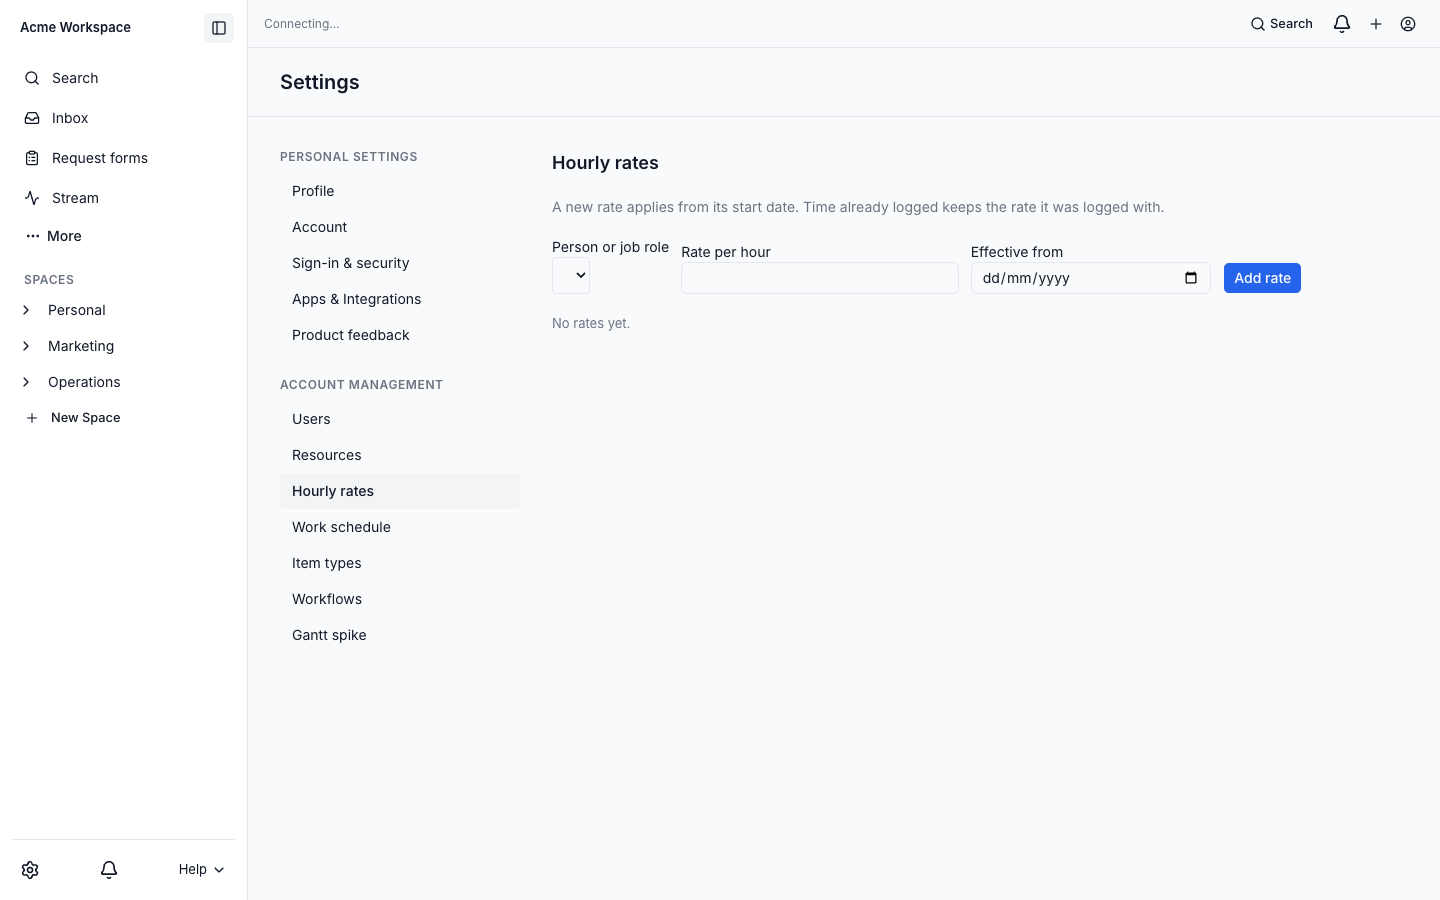 Acme Workspace
Search
Inbox
Request forms
Stream
More
SPACES
Personal
Marketing
Operations
New Space
Help
Connecting...
Search
Settings
PERSONAL SETTINGS
Profile
Account
Sign-in & security
Apps & Integrations
Product feedback
ACCOUNT MANAGEMENT
Users
Resources
Hourly rates
Work schedule
Item types
Workflows
Gantt spike
Hourly rates
A new rate applies from its start date. Time already logged keeps the rate it was logged with.
Person or job role
Rate per hour
Effective from
dd/mm/yyyy
Add rate
No rates yet.